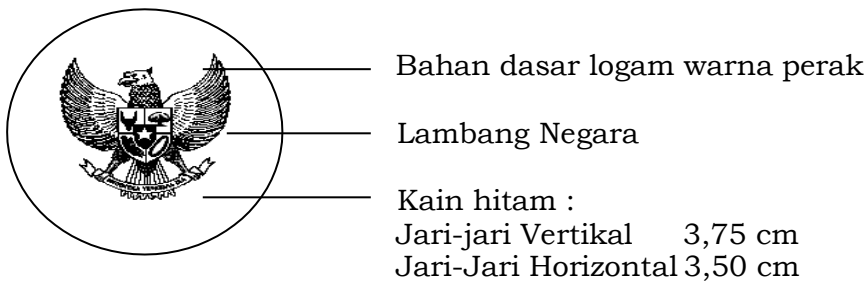 Bahan dasar logam warna perak
Lambang Negara
Kain hitam :
Jari-jari Vertikal 3,75 cm
Jari-Jari Horizontal 3,50 cm